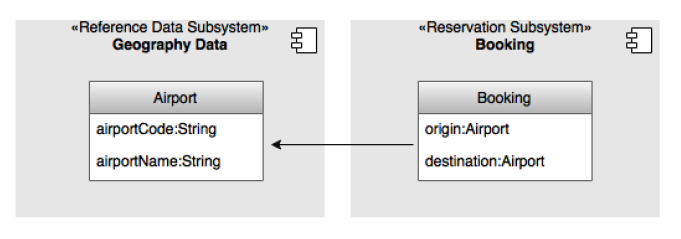 «Reference Data Subsystem»
Geography Data
Airport
airportCode:String
airportName:String
«Reservation Subsystem»
Booking
Booking
origin:Airport
destination:Airport